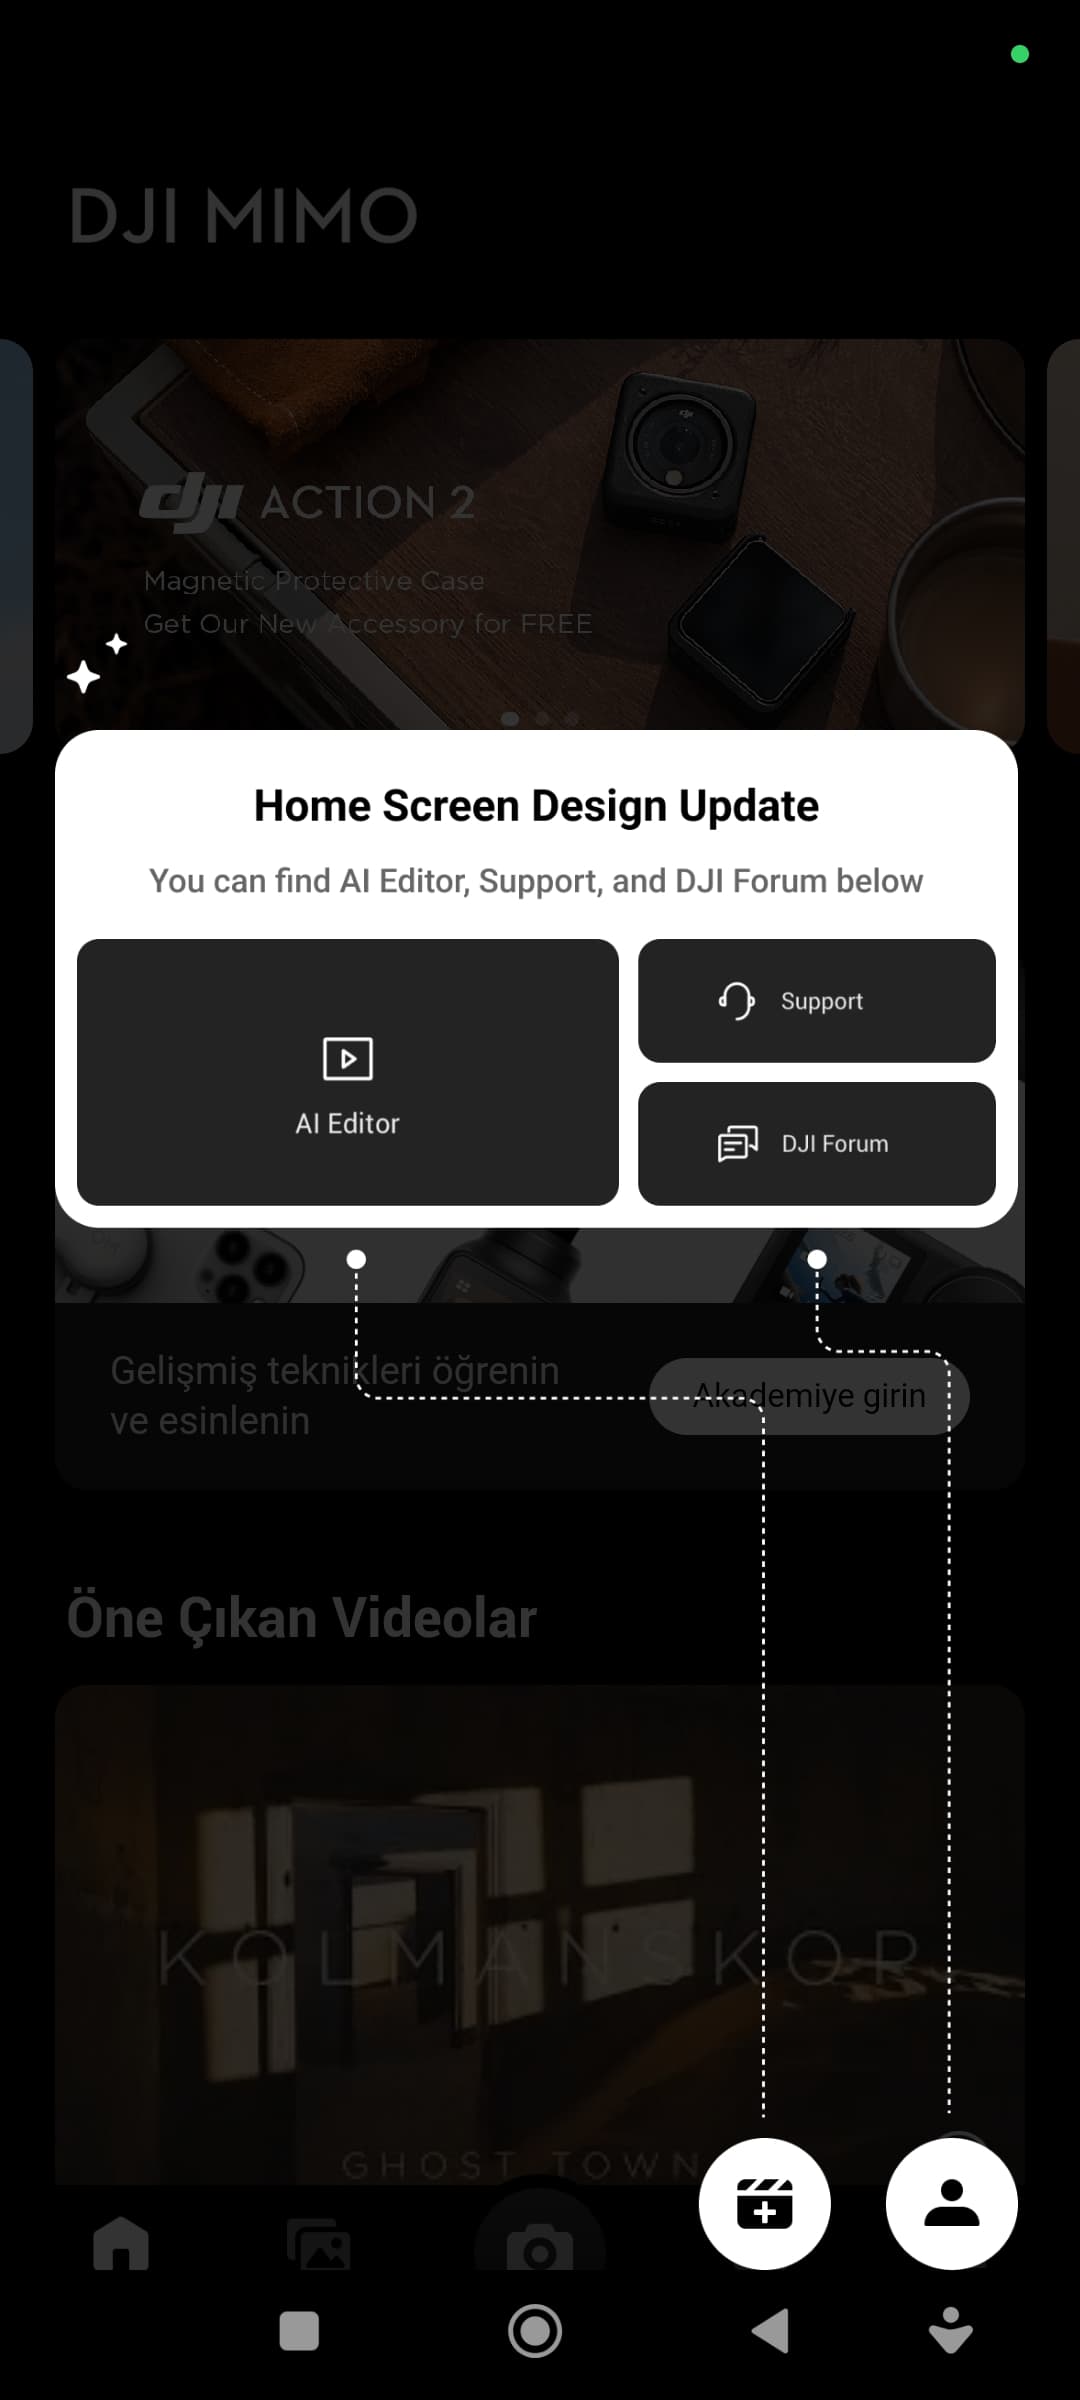 DJI MIMO
dji ACTION 2
Magnetic Protective Case
Get Our New Accessory for FREE
Home Screen Design Update
You can find AI Editor, Support, and DJI Forum below
AI Editor
Support
DJI Forum
Gelişmiş teknikleri öğrenin
ve esinlenin
Akademiye girin
Öne Çıkan Videolar
KOLMANSKOP
GHOST TOWN